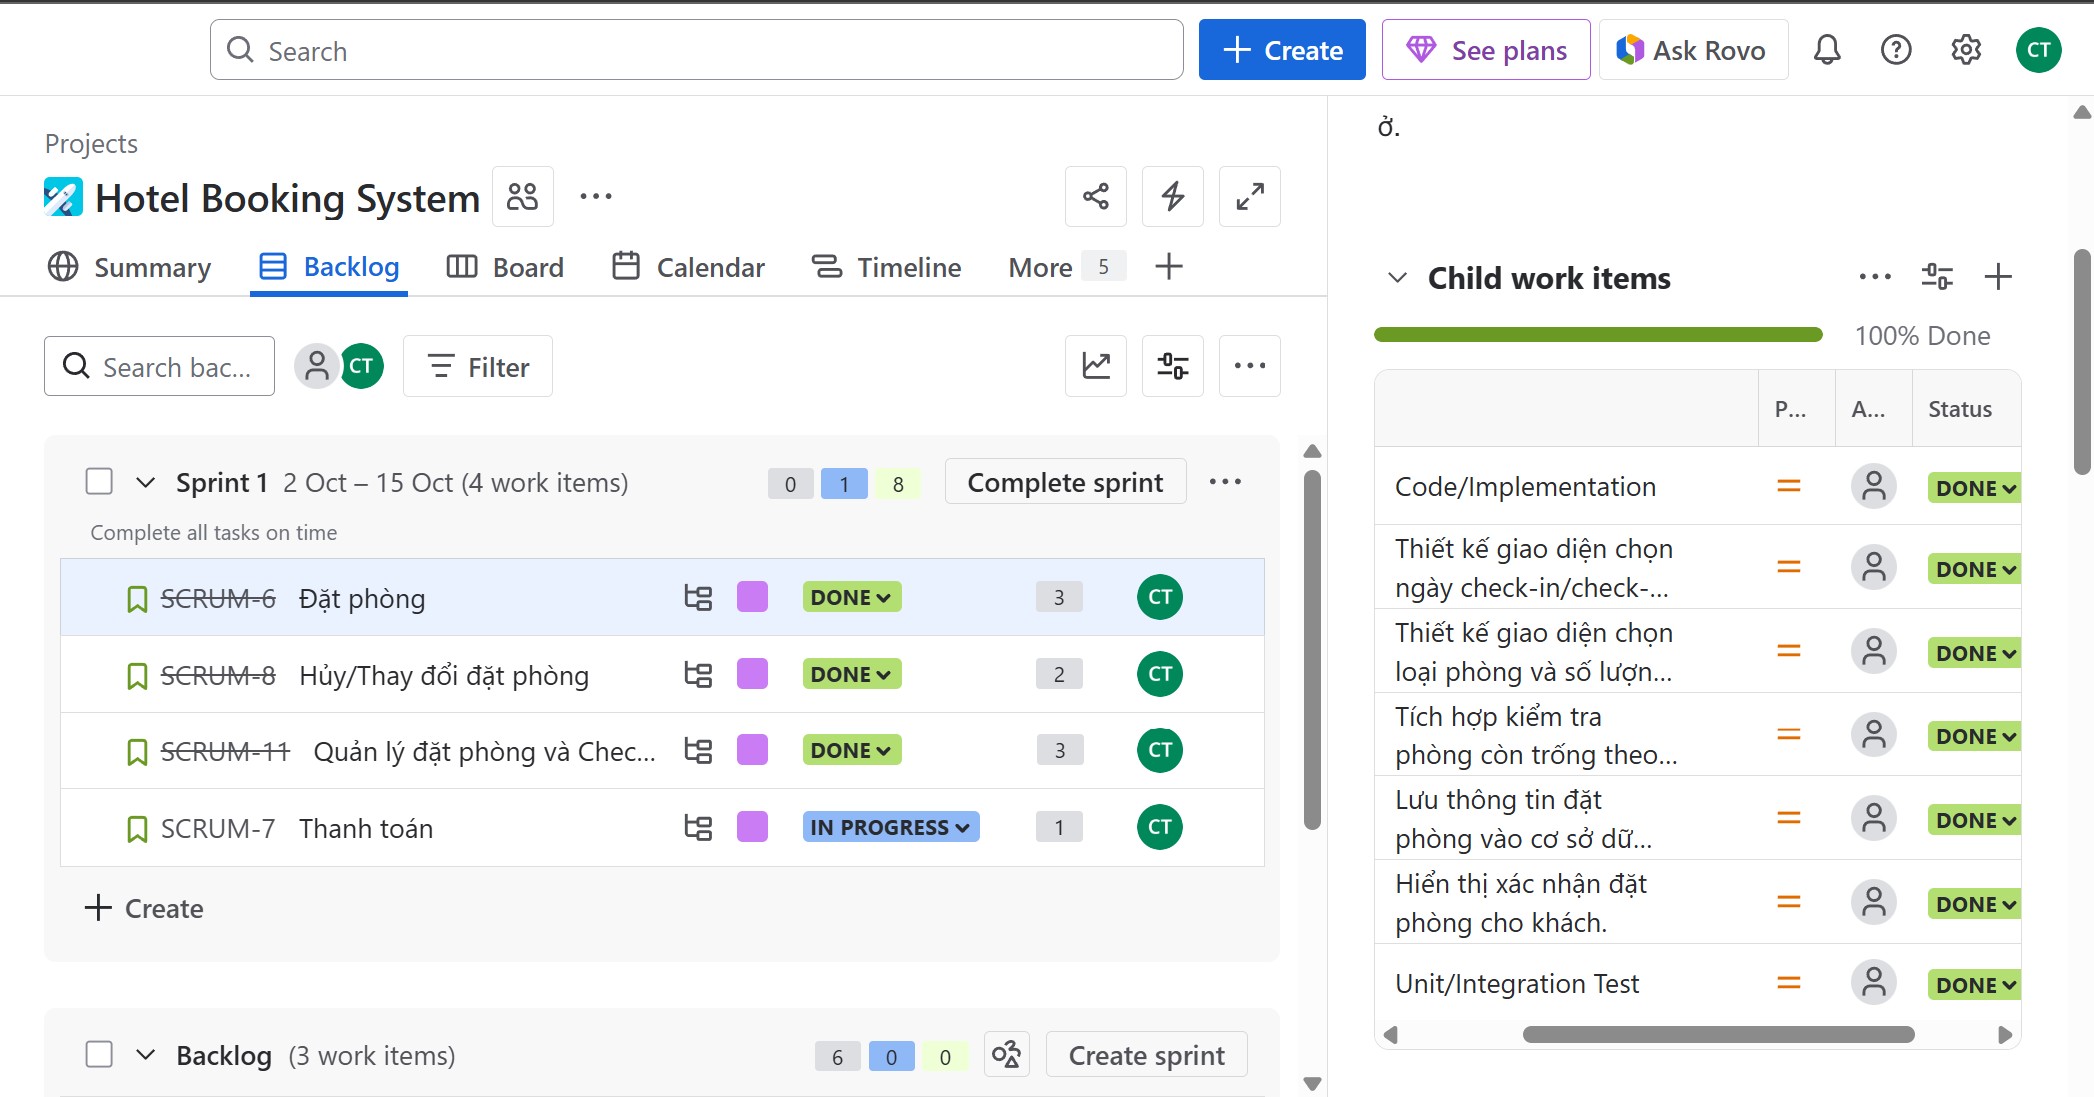 Search
Create
See plans
Ask Rovo
CT
Projects
Hotel Booking System
Summary
Backlog
Board
Calendar
Timeline
More 5
Search bac...
CT
Filter
Sprint 1 2 Oct – 15 Oct (4 work items)
0 1 8
Complete sprint
Complete all tasks on time
SCRUM-6 Đặt phòng DONE 3 CT
SCRUM-8 Hủy/Thay đổi đặt phòng DONE 2 CT
SCRUM-11 Quản lý đặt phòng và Chec... DONE 3 CT
SCRUM-7 Thanh toán IN PROGRESS 1 CT
Create
Backlog (3 work items)
6 0 0
Create sprint
ở.
Child work items
100% Done
P... A... Status
Code/Implementation DONE
Thiết kế giao diện chọn
ngày check-in/check-... DONE
Thiết kế giao diện chọn
loại phòng và số lượn... DONE
Tích hợp kiểm tra
phòng còn trống theo... DONE
Lưu thông tin đặt
phòng vào cơ sở dữ... DONE
Hiển thị xác nhận đặt
phòng cho khách. DONE
Unit/Integration Test DONE